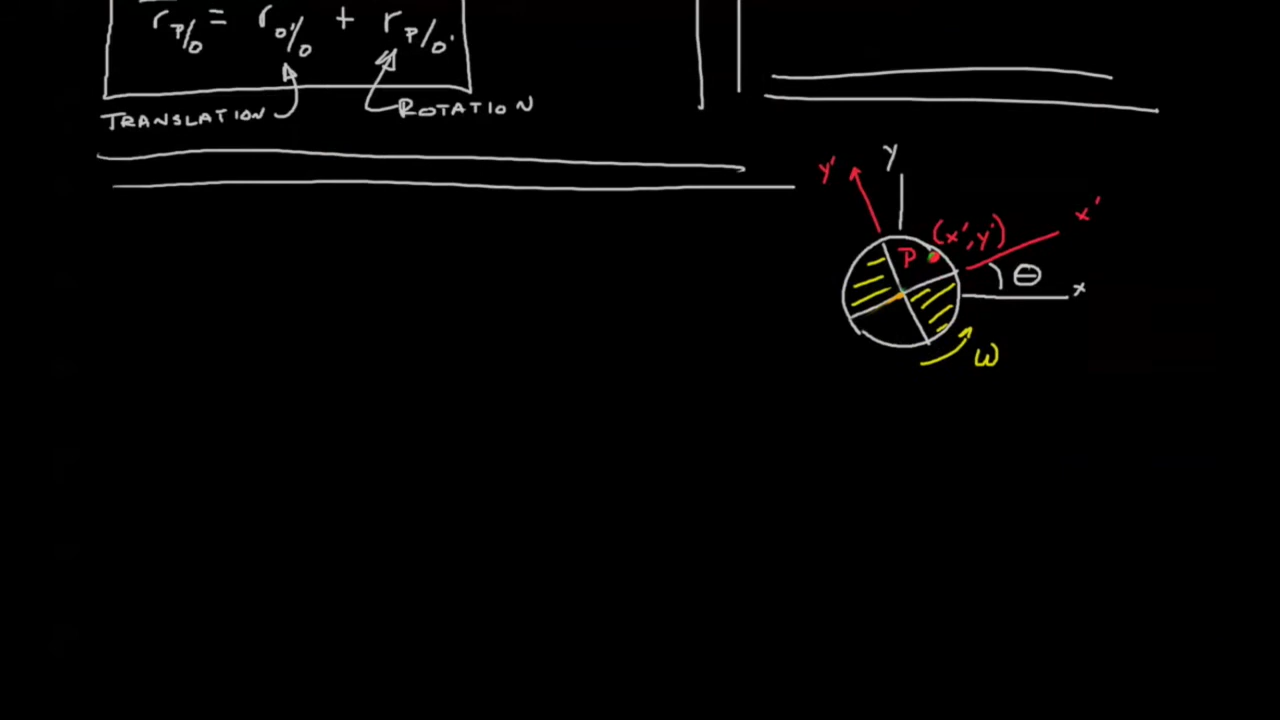 r P/O = r O'/O + r P/O'
TRANSLATION
ROTATION
y'
y
x'
(x', y')
P
θ
x
ω